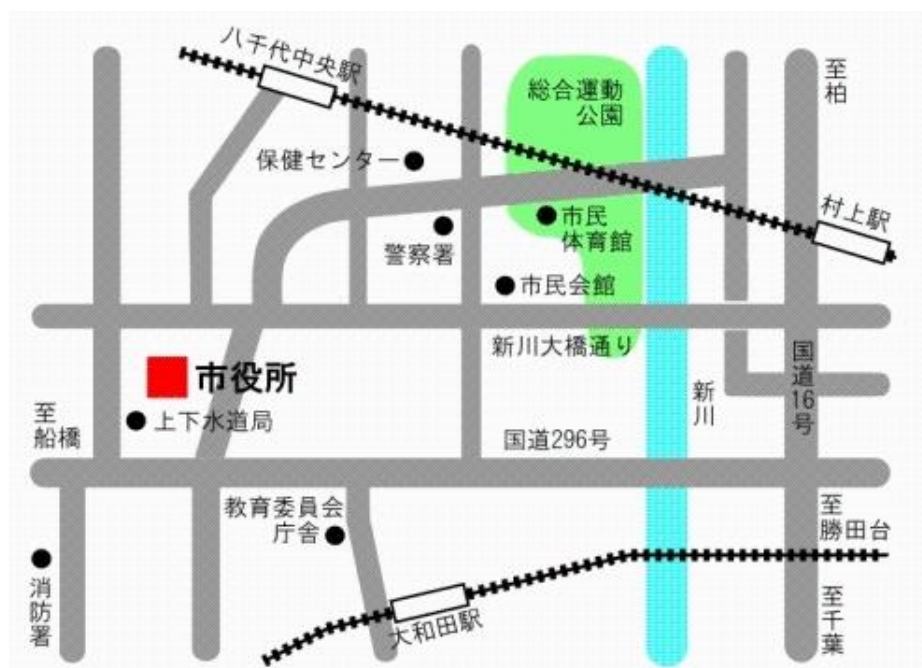 八千代中央駅
総合運動
公園
至柏
保健センター
村上駅
市民
体育館
警察署
市民会館
新川大橋通り
国道16号
市役所
新川
至
船橋
上下水道局
国道296号
教育委員会
庁舎
至
勝田台
消防署
大和田駅
至千葉